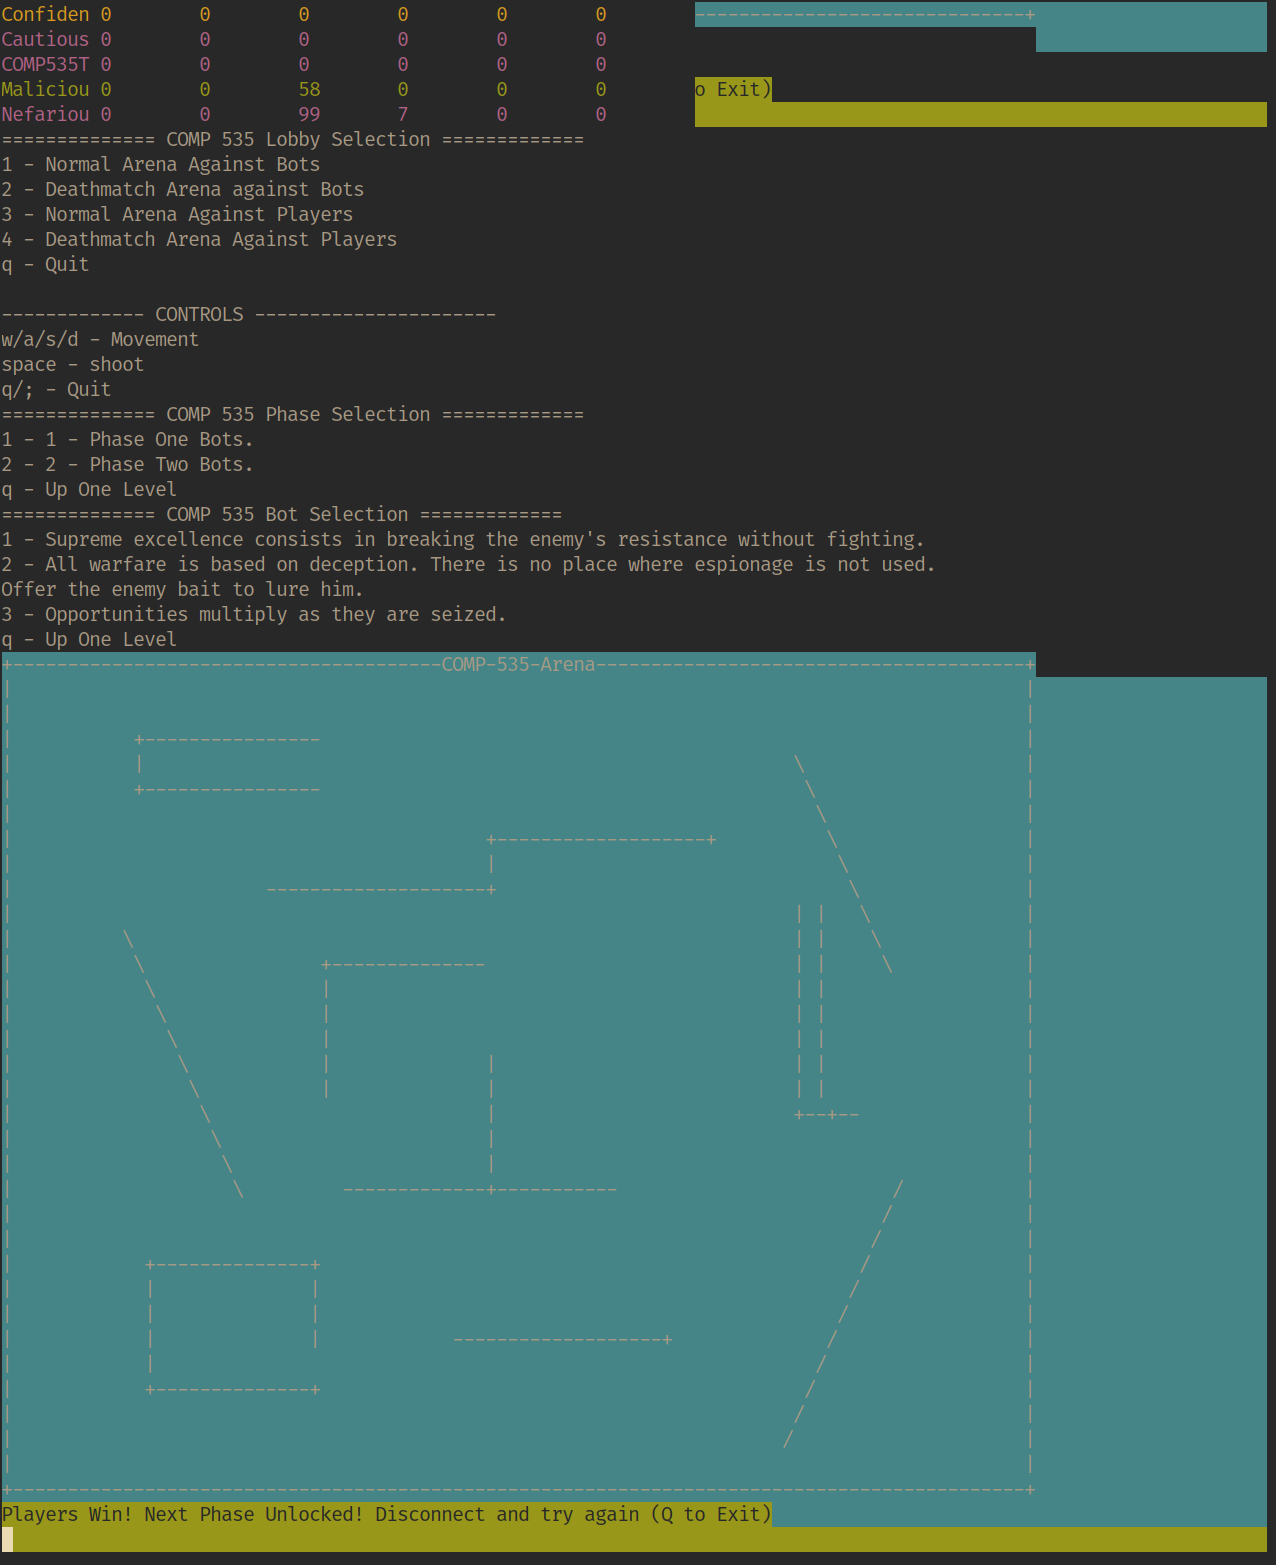 Confiden 0        0        0        0        0        0        -------------------------------+
Cautious 0        0        0        0        0        0
COMP535T 0        0        0        0        0        0
Maliciou 0        0        58       0        0        0        o Exit)
Nefariou 0        0        99       7        0        0
============== COMP 535 Lobby Selection =============
1 - Normal Arena Against Bots
2 - Deathmatch Arena against Bots
3 - Normal Arena Against Players
4 - Deathmatch Arena Against Players
q - Quit
------------- CONTROLS ----------------------
w/a/s/d - Movement
space - shoot
q/; - Quit
============== COMP 535 Phase Selection =============
1 - 1 - Phase One Bots.
2 - 2 - Phase Two Bots.
q - Up One Level
============== COMP 535 Bot Selection =============
1 - Supreme excellence consists in breaking the enemy's resistance without fighting.
2 - All warfare is based on deception. There is no place where espionage is not used.
Offer the enemy bait to lure him.
3 - Opportunities multiply as they are seized.
q - Up One Level
+---------------------------------------COMP-535-Arena---------------------------------------+
Players Win! Next Phase Unlocked! Disconnect and try again (Q to Exit)